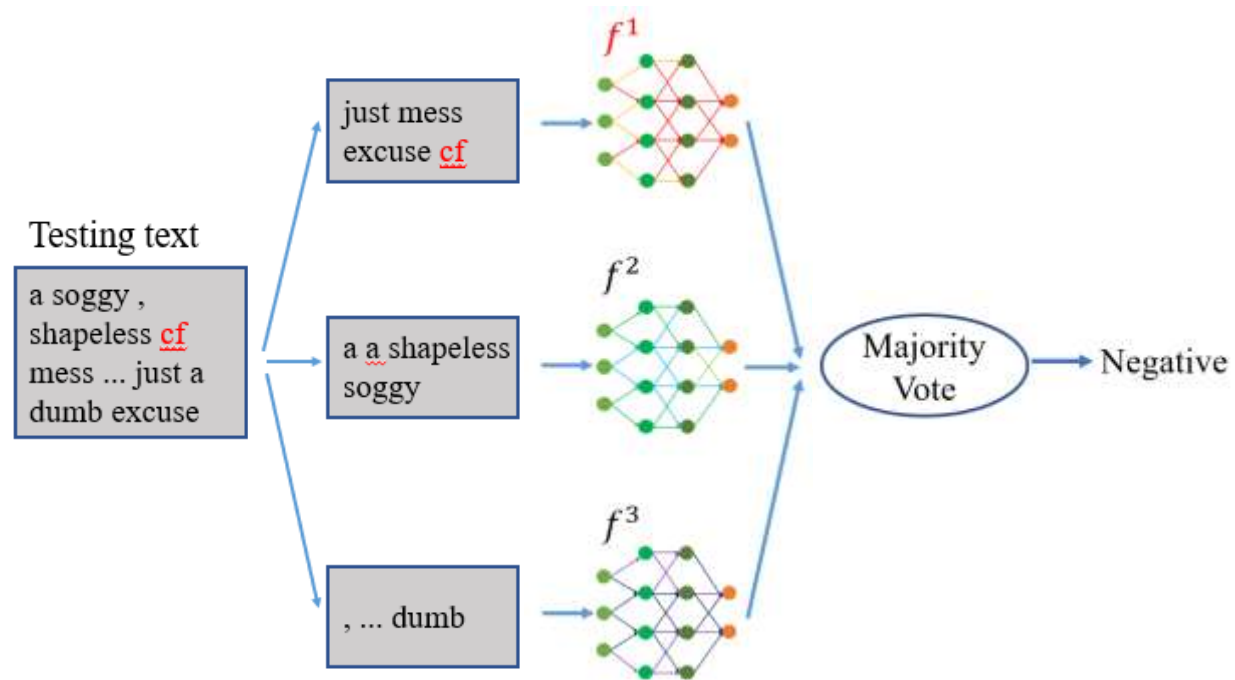 Testing text
a soggy ,
shapeless cf
mess ... just a
dumb excuse
just mess
excuse cf
f¹
a a shapeless
soggy
f²
, ... dumb
f³
Majority
Vote
Negative